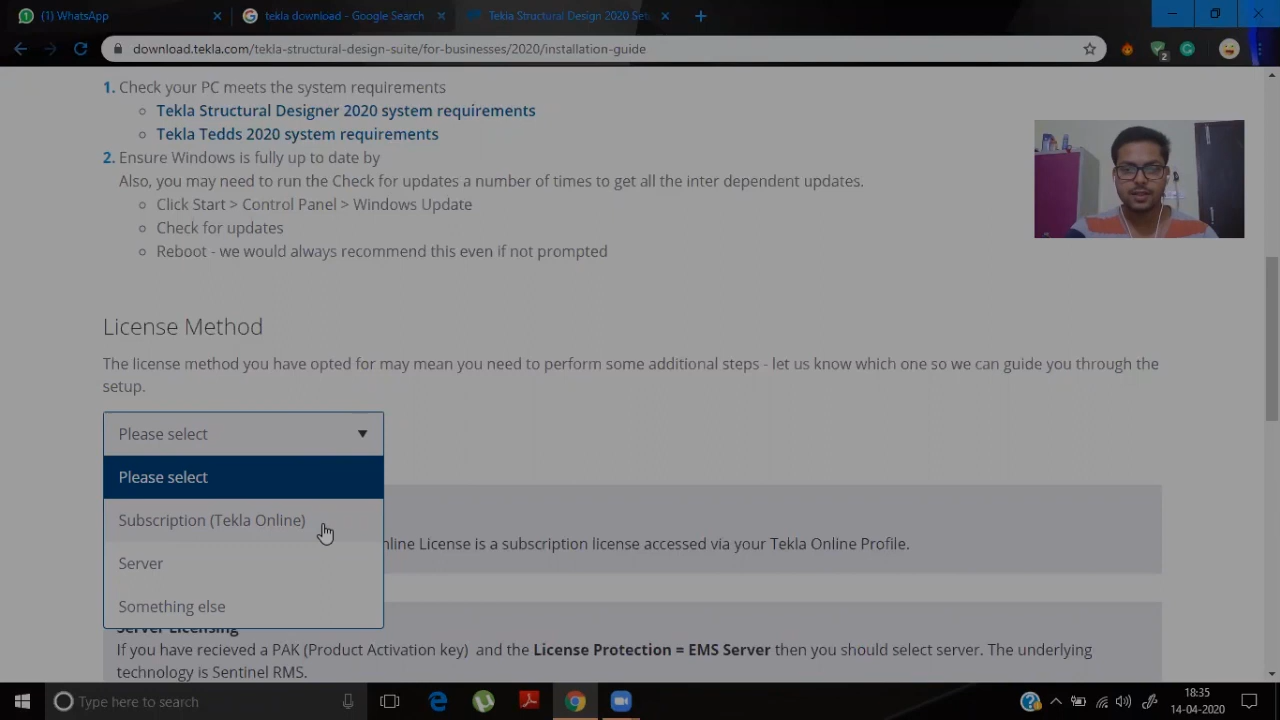 (1) WhatsApp
tekla download - Google Search
Tekla Structural Design 2020 Set
download.tekla.com/tekla-structural-design-suite/for-businesses/2020/installation-guide
2
1. Check your PC meets the system requirements
Tekla Structural Designer 2020 system requirements
Tekla Tedds 2020 system requirements
2. Ensure Windows is fully up to date by
Also, you may need to run the Check for updates a number of times to get all the inter dependent updates.
Click Start > Control Panel > Windows Update
Check for updates
Reboot - we would always recommend this even if not prompted
License Method
The license method you have opted for may mean you need to perform some additional steps - let us know which one so we can guide you through the
setup.
Please select
Please select
Subscription (Tekla Online)
nline License is a subscription license accessed via your Tekla Online Profile.
Server
Something else
Server Licensing
If you have recieved a PAK (Product Activation key) and the License Protection = EMS Server then you should select server. The underlying
technology is Sentinel RMS.
Type here to search
18:35
14-04-2020